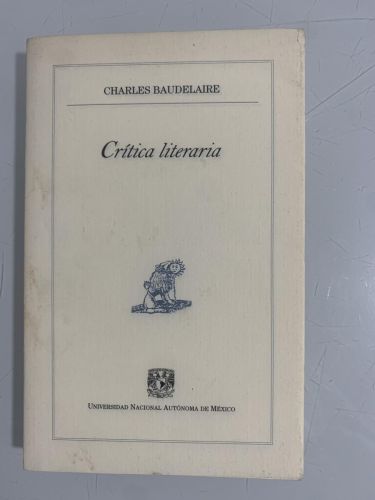 CHARLES BAUDELAIRE
Crítica literaria
UNIVERSIDAD NACIONAL AUTÓNOMA DE MÉXICO